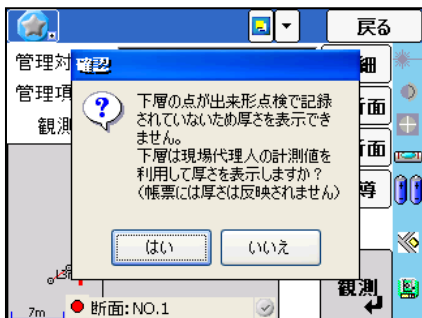 戻る
管理対
確認
細
管理項
断面
観測
面
導
下層の点が出来形点検で記録
されていないため厚さを表示でき
ません。
下層は現場代理人の計測値を
利用して厚さを表示しますか？
（帳票には厚さは反映されません）
はい
いいえ
観測
7m
断面: NO.1